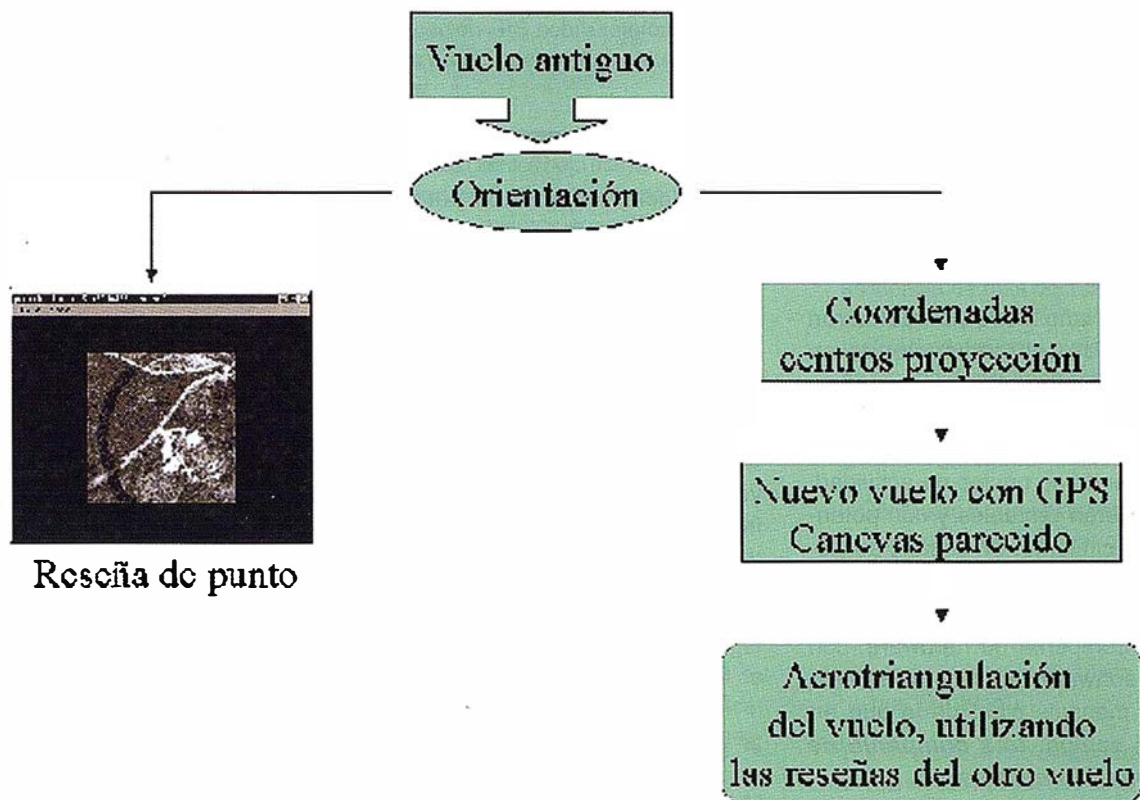 Vuelo antiguo
Orientación
Reseña de punto
Coordenadas
centros proyección
Nuevo vuelo con GPS
Canevas parecido
Aerotriangulación
del vuelo, utilizando
las reseñas del otro vuelo